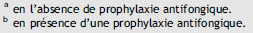 a en l'absence de prophylaxie antifongique.
b en présence d'une prophylaxie antifongique.